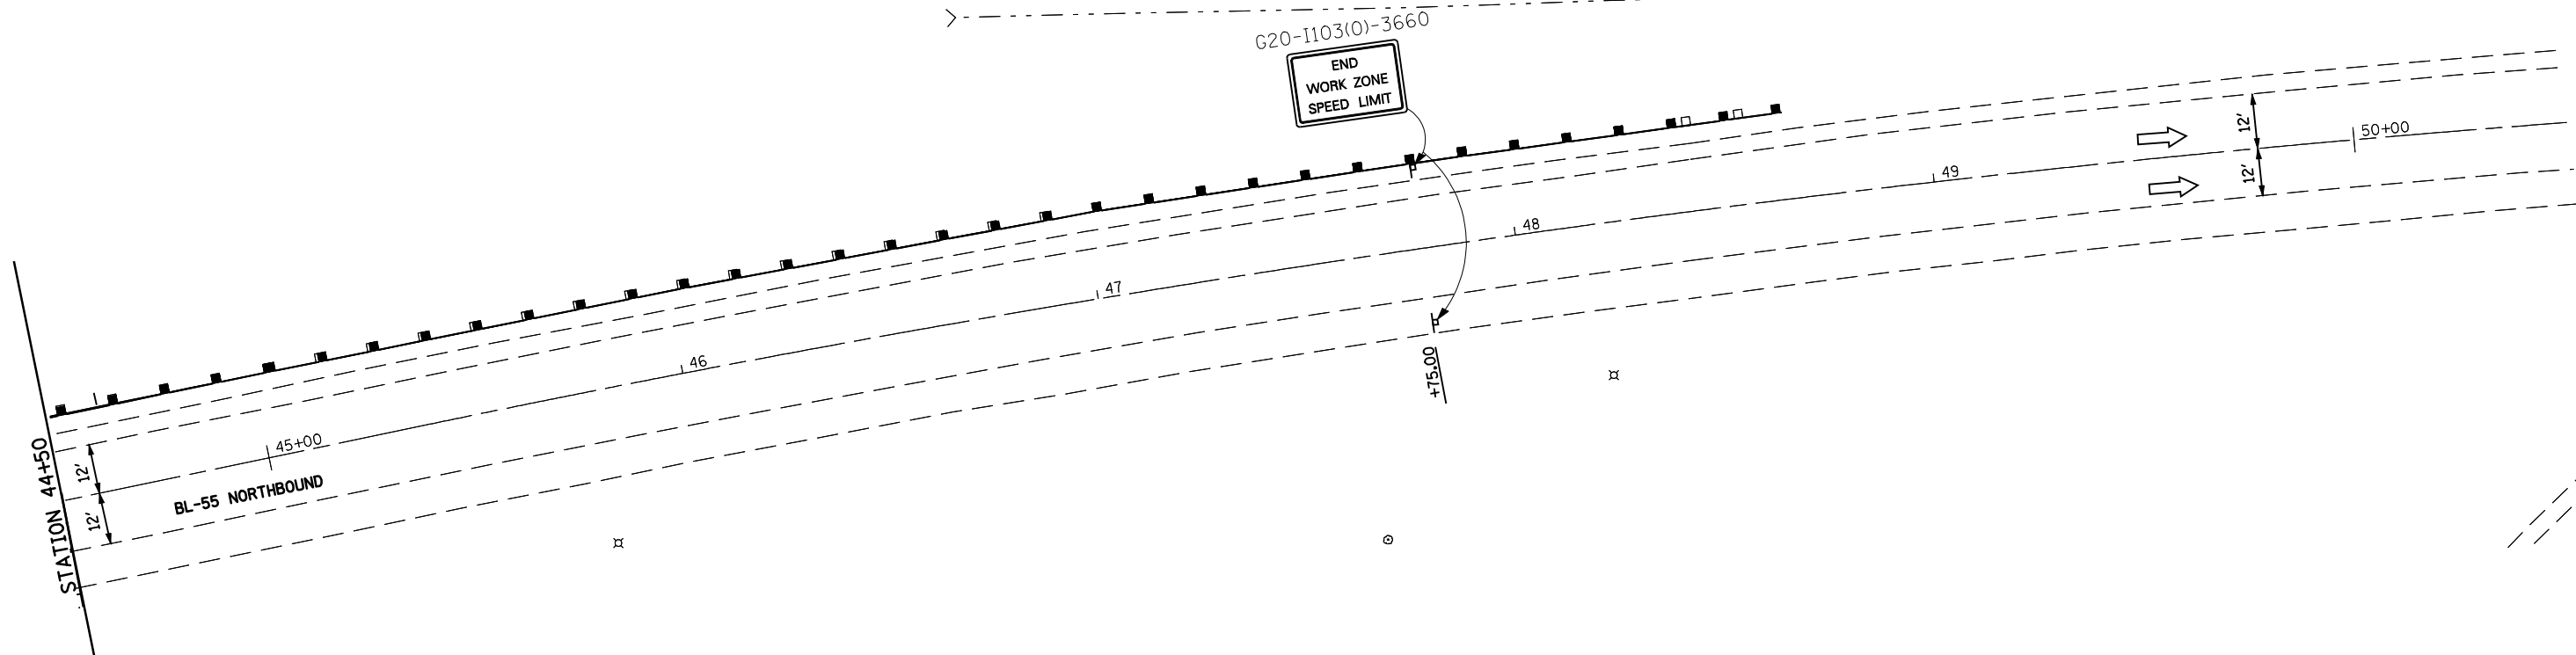 G20-I103(O)-3660
END
WORK ZONE
SPEED LIMIT
12'
12'
50+00
49
48
47
46
45+00
+75.00
12'
12'
BL-55 NORTHBOUND
STATION 44+50